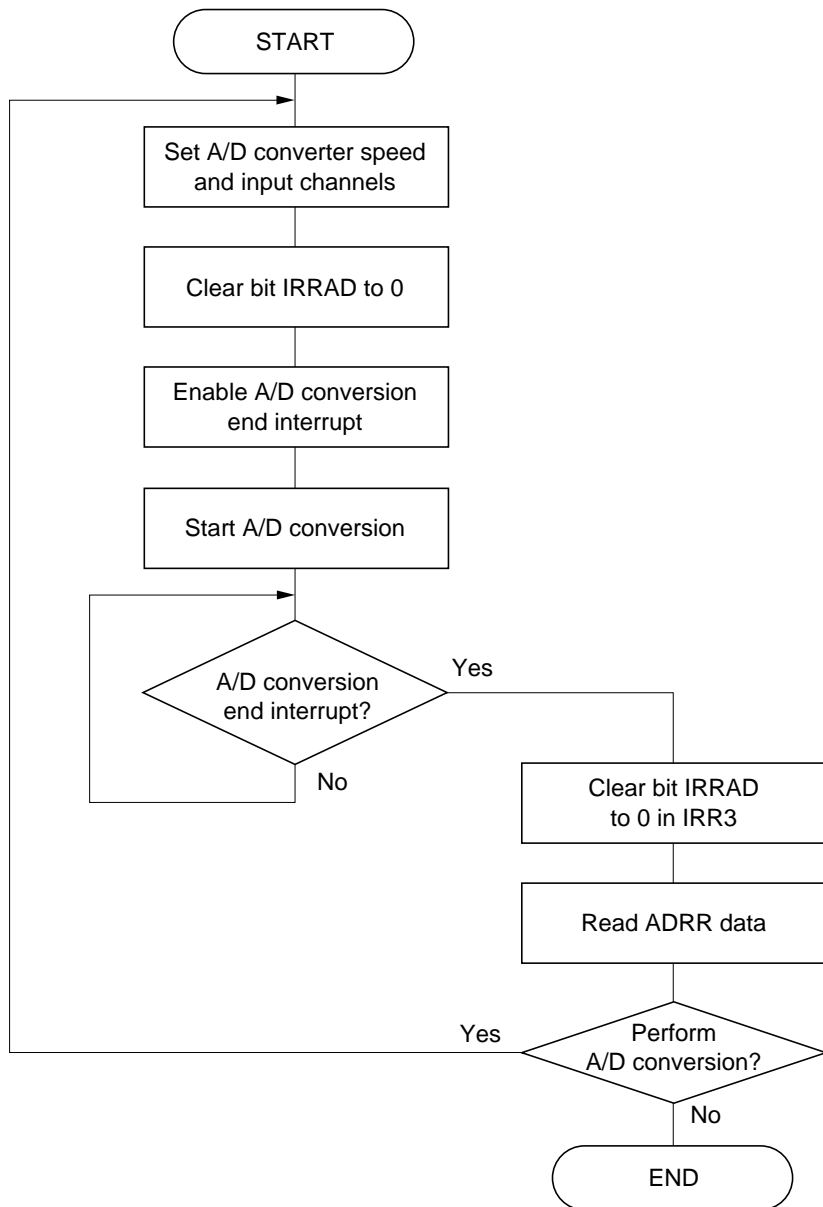 START
Set A/D converter speed
and input channels
Clear bit IRRAD to 0
Enable A/D conversion
end interrupt
Start A/D conversion
A/D conversion
end interrupt?
Yes
No
Clear bit IRRAD
to 0 in IRR3
Read ADRR data
Perform
A/D conversion?
Yes
No
END